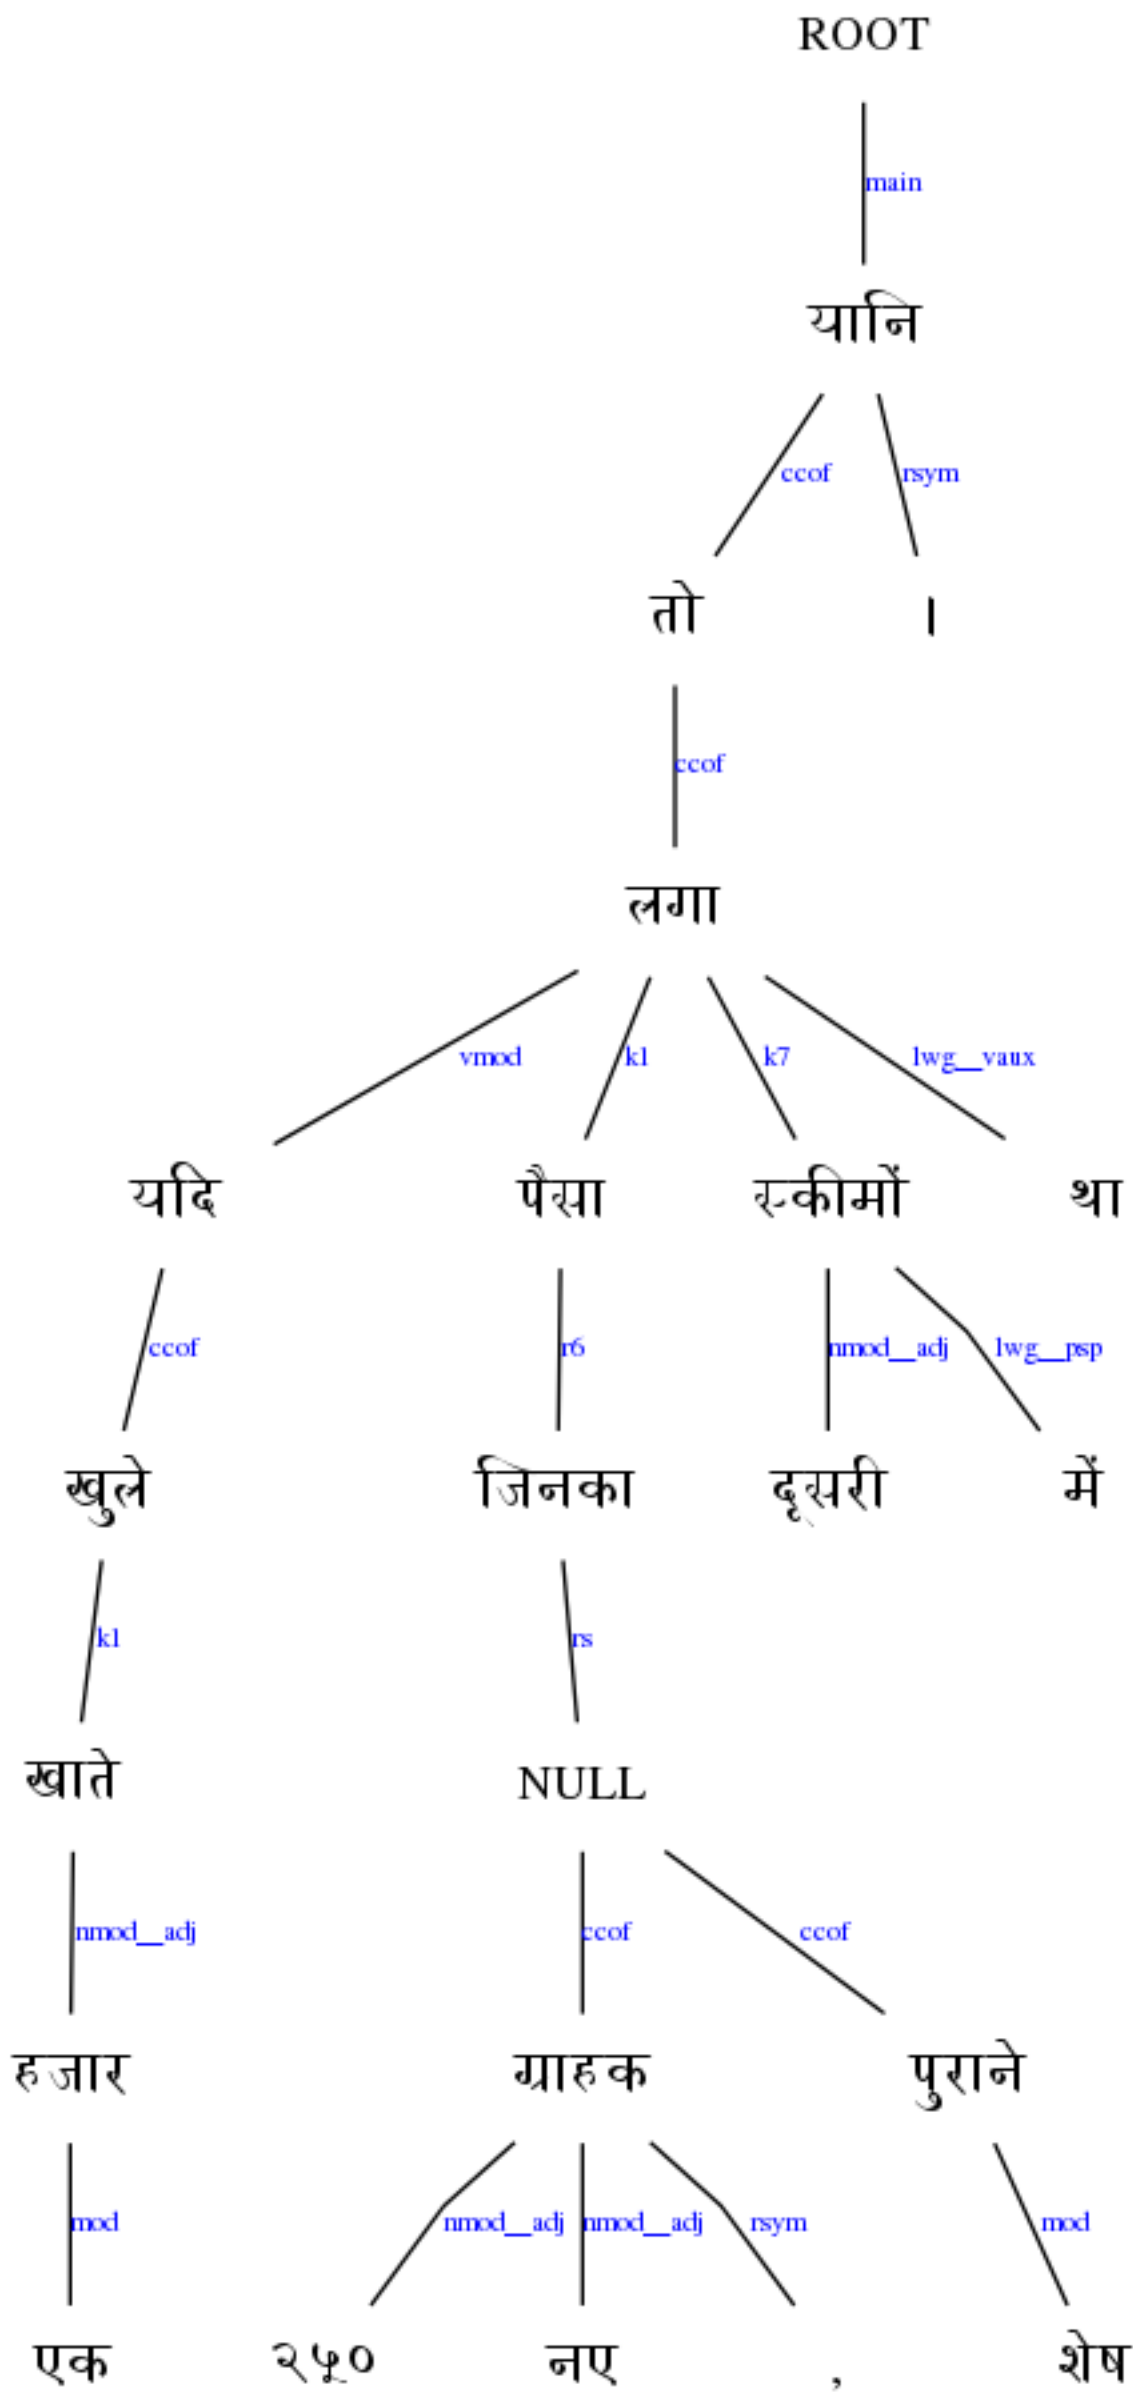 ROOT
main
यानि
ccof rsym
तो ।
ccof
लगा
vmod k1 k7 lwg__vaux
यदि पैसा स्कीमों था
ccof r6 nmod__adj lwg__psp
खुले जिनका दूसरी में
k1 rs
खाते NULL
nmod__adj ccof ccof
हजार ग्राहक पुराने
mod nmod__adj nmod__adj rsym mod
एक २५० नए , शेष